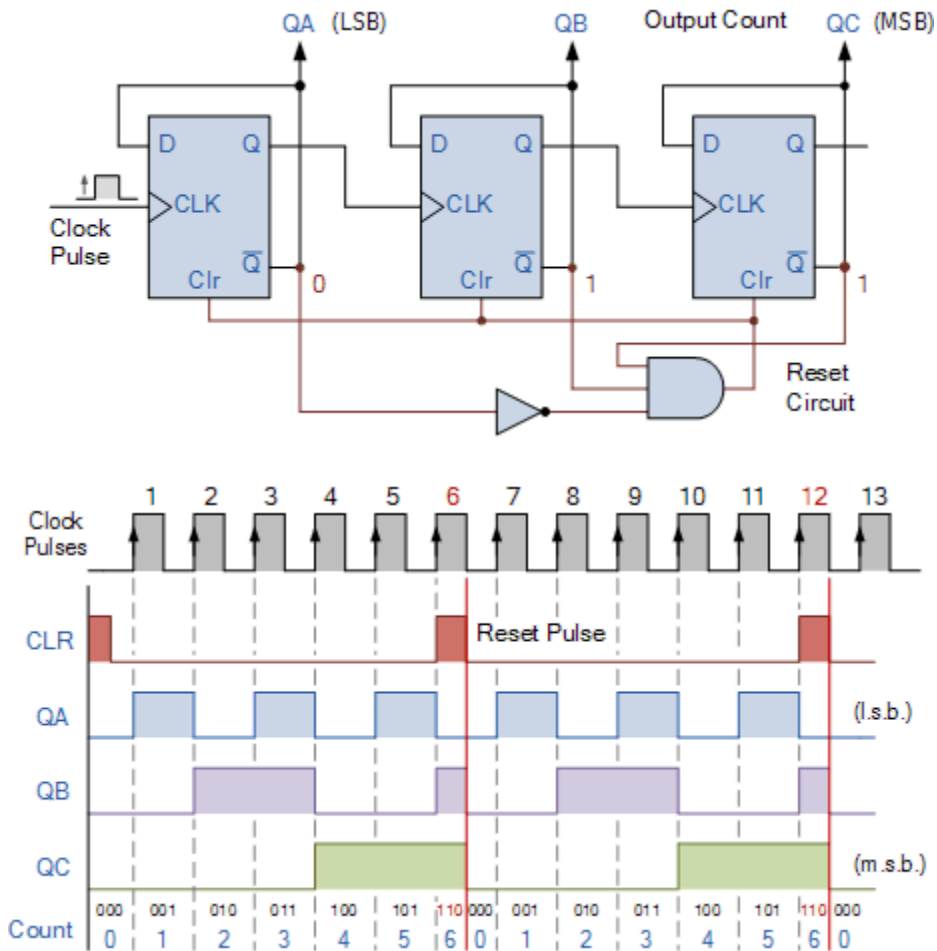 QA (LSB) QB Output Count QC (MSB)
D Q D Q D Q
CLK CLK CLK
Clock
Pulse
Q̅ Q̅ Q̅
Clr 0 Clr 1 Clr 1
Reset
Circuit
1 2 3 4 5 6 7 8 9 10 11 12 13
Clock
Pulses
CLR Reset Pulse
QA (l.s.b.)
QB
QC (m.s.b.)
000 001 010 011 100 101 110 000 001 010 011 100 101 110 000
Count 0 1 2 3 4 5 6 0 1 2 3 4 5 6 0